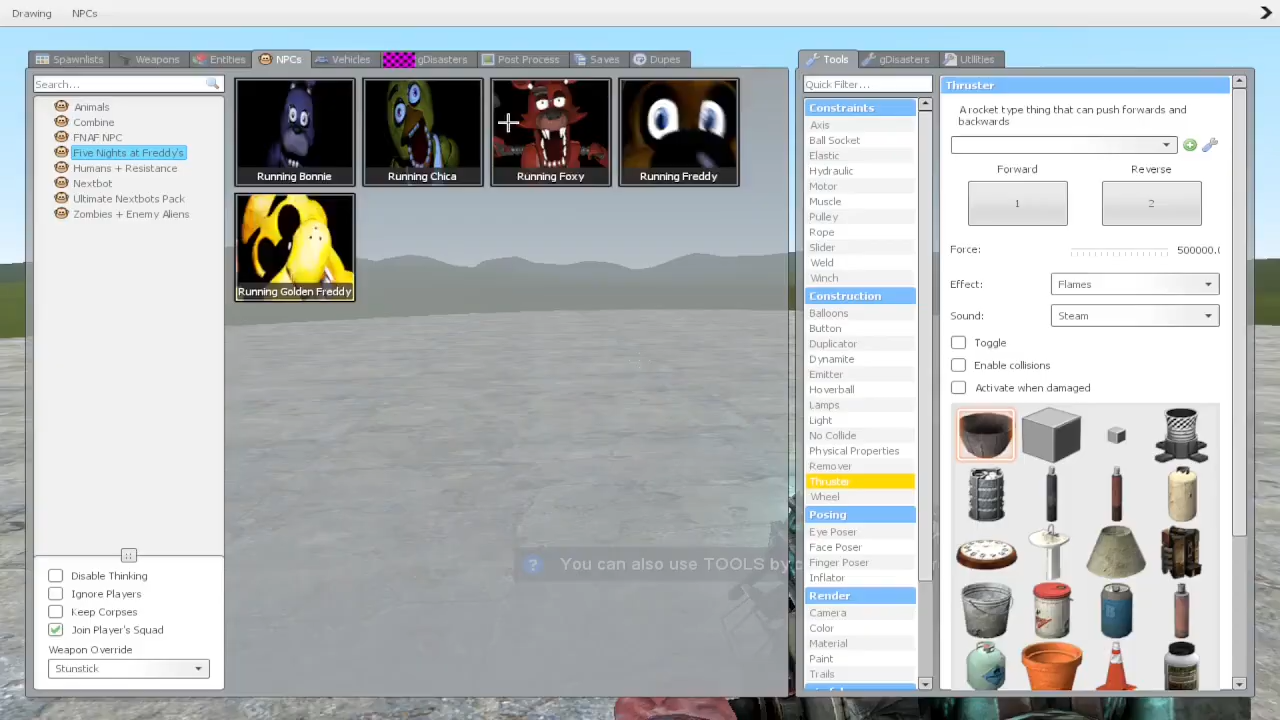 Drawing NPCs
Spawnlists Weapons Entities NPCs Vehicles gDisasters Post Process Saves Dupes
Search...
Animals
Combine
FNAF NPC
Five Nights at Freddy's
Humans + Resistance
Nextbot
Ultimate Nextbots Pack
Zombies + Enemy Aliens
Running Bonnie
Running Chica
Running Foxy
Running Freddy
Running Golden Freddy
Disable Thinking
Ignore Players
Keep Corpses
Join Player's Squad
Weapon Override
Stunstick
You can also use TOOLS by
Tools gDisasters Utilities
Quick Filter...
Constraints
Axis
Ball Socket
Elastic
Hydraulic
Motor
Muscle
Pulley
Rope
Slider
Weld
Winch
Construction
Balloons
Button
Duplicator
Dynamite
Emitter
Hoverball
Lamps
Light
No Collide
Physical Properties
Remover
Thruster
Wheel
Posing
Eye Poser
Face Poser
Finger Poser
Inflator
Render
Camera
Color
Material
Paint
Trails
Thruster
A rocket type thing that can push forwards and
backwards
Forward Reverse
1 2
Force: 500000.(
Effect: Flames
Sound: Steam
Toggle
Enable collisions
Activate when damaged